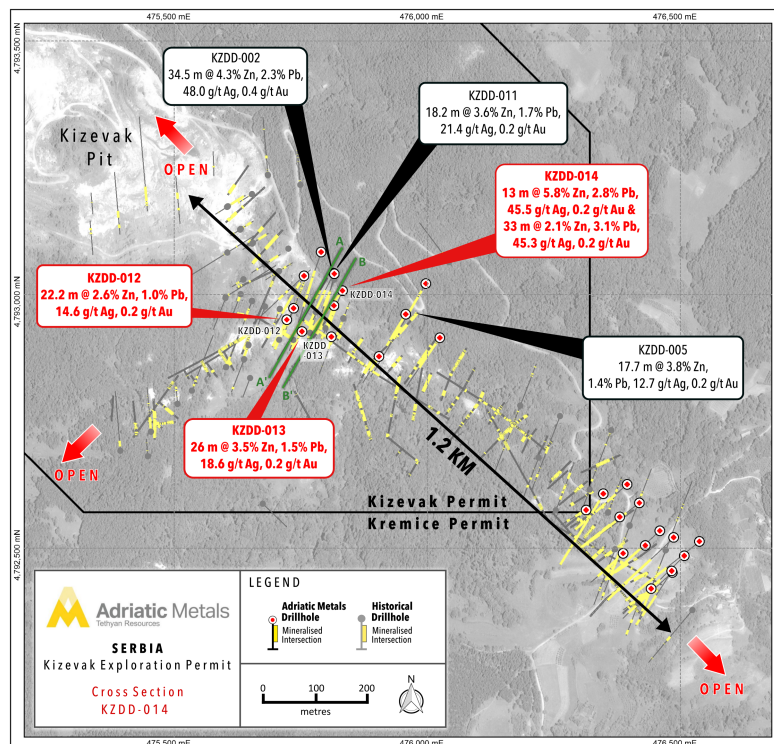 475,500 mE
476,000 mE
476,500 mE
4,793,500 mN
4,793,000 mN
4,792,500 mN
KZDD-002
34.5 m @ 4.3% Zn, 2.3% Pb,
48.0 g/t Ag, 0.4 g/t Au
KZDD-011
18.2 m @ 3.6% Zn, 1.7% Pb,
21.4 g/t Ag, 0.2 g/t Au
Kizevak
Pit
OPEN
KZDD-014
13 m @ 5.8% Zn, 2.8% Pb,
45.5 g/t Ag, 0.2 g/t Au &
33 m @ 2.1% Zn, 3.1% Pb,
45.3 g/t Ag, 0.2 g/t Au
A
B
KZDD-012
22.2 m @ 2.6% Zn, 1.0% Pb,
14.6 g/t Ag, 0.2 g/t Au
KZDD-014
KZDD-012
KZDD
-013
KZDD-005
17.7 m @ 3.8% Zn,
1.4% Pb, 12.7 g/t Ag, 0.2 g/t Au
A'
B'
KZDD-013
26 m @ 3.5% Zn, 1.5% Pb,
18.6 g/t Ag, 0.2 g/t Au
OPEN
1.2 KM
Kizevak Permit
Kremice Permit
Adriatic Metals
Tethyan Resources
SERBIA
Kizevak Exploration Permit
Cross Section
KZDD-014
LEGEND
Adriatic Metals
Drillhole
Mineralised
Intersection
Historical
Drillhole
Mineralised
Intersection
0 100 200
metres
N
OPEN
475,500 mE
476,000 mE
476,500 mE